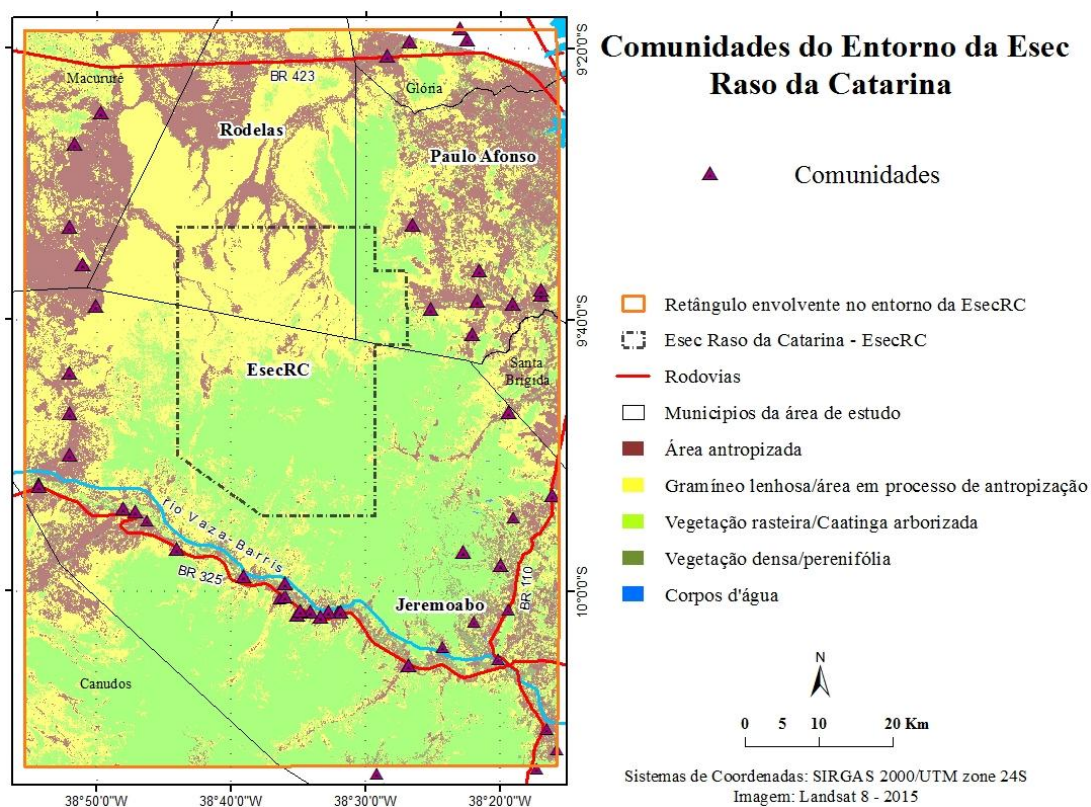 Comunidades do Entorno da Esec
Raso da Catarina
Comunidades
Retângulo envolvente no entorno da EsecRC
Esec Raso da Catarina - EsecRC
Rodovias
Municipios da área de estudo
Área antropizada
Gramíneo lenhosa/área em processo de antropização
Vegetação rasteira/Caatinga arborizada
Vegetação densa/perenifólia
Corpos d'água
N
0 5 10 20 Km
Sistemas de Coordenadas: SIRGAS 2000/UTM zone 24S
Imagem: Landsat 8 - 2015
Macururé
BR 423
Glória
Rodelas
Paulo Afonso
EsecRC
Santa
Brígida
rio Vaza-Barris
BR 325
BR 110
Jeremoabo
Canudos
9°20'0"S
9°40'0"S
10°0'0"S
38°50'0"W 38°40'0"W 38°30'0"W 38°20'0"W